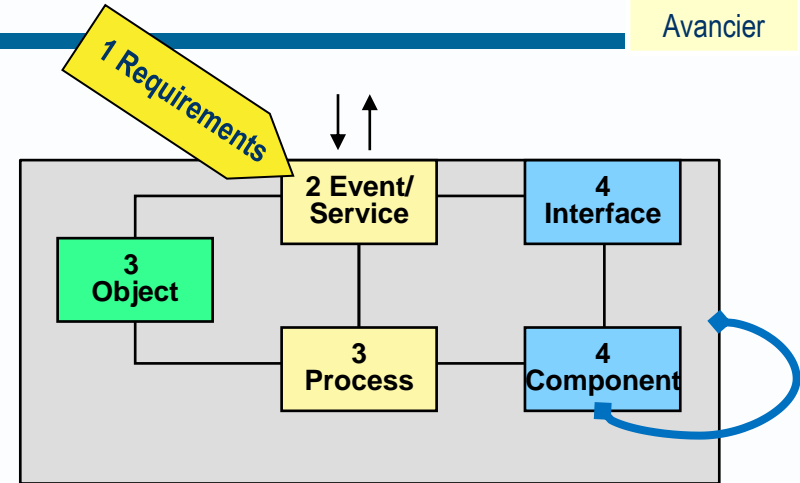 Avancier
1 Requirements
2 Event/
Service
4
Interface
3
Object
3
Process
4
Component